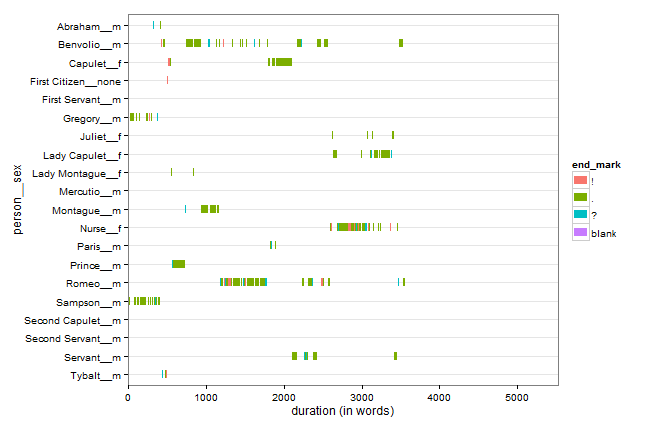 Abraham__m
Benvolio__m
Capulet__f
First Citizen__none
First Servant__m
Gregory__m
Juliet__f
Lady Capulet__f
Lady Montague__f
Mercutio__m
Montague__m
Nurse__f
Paris__m
Prince__m
Romeo__m
Sampson__m
Second Capulet__m
Second Servant__m
Servant__m
Tybalt__m
person__sex
0 1000 2000 3000 4000 5000
duration (in words)
end_mark
!
.
?
blank